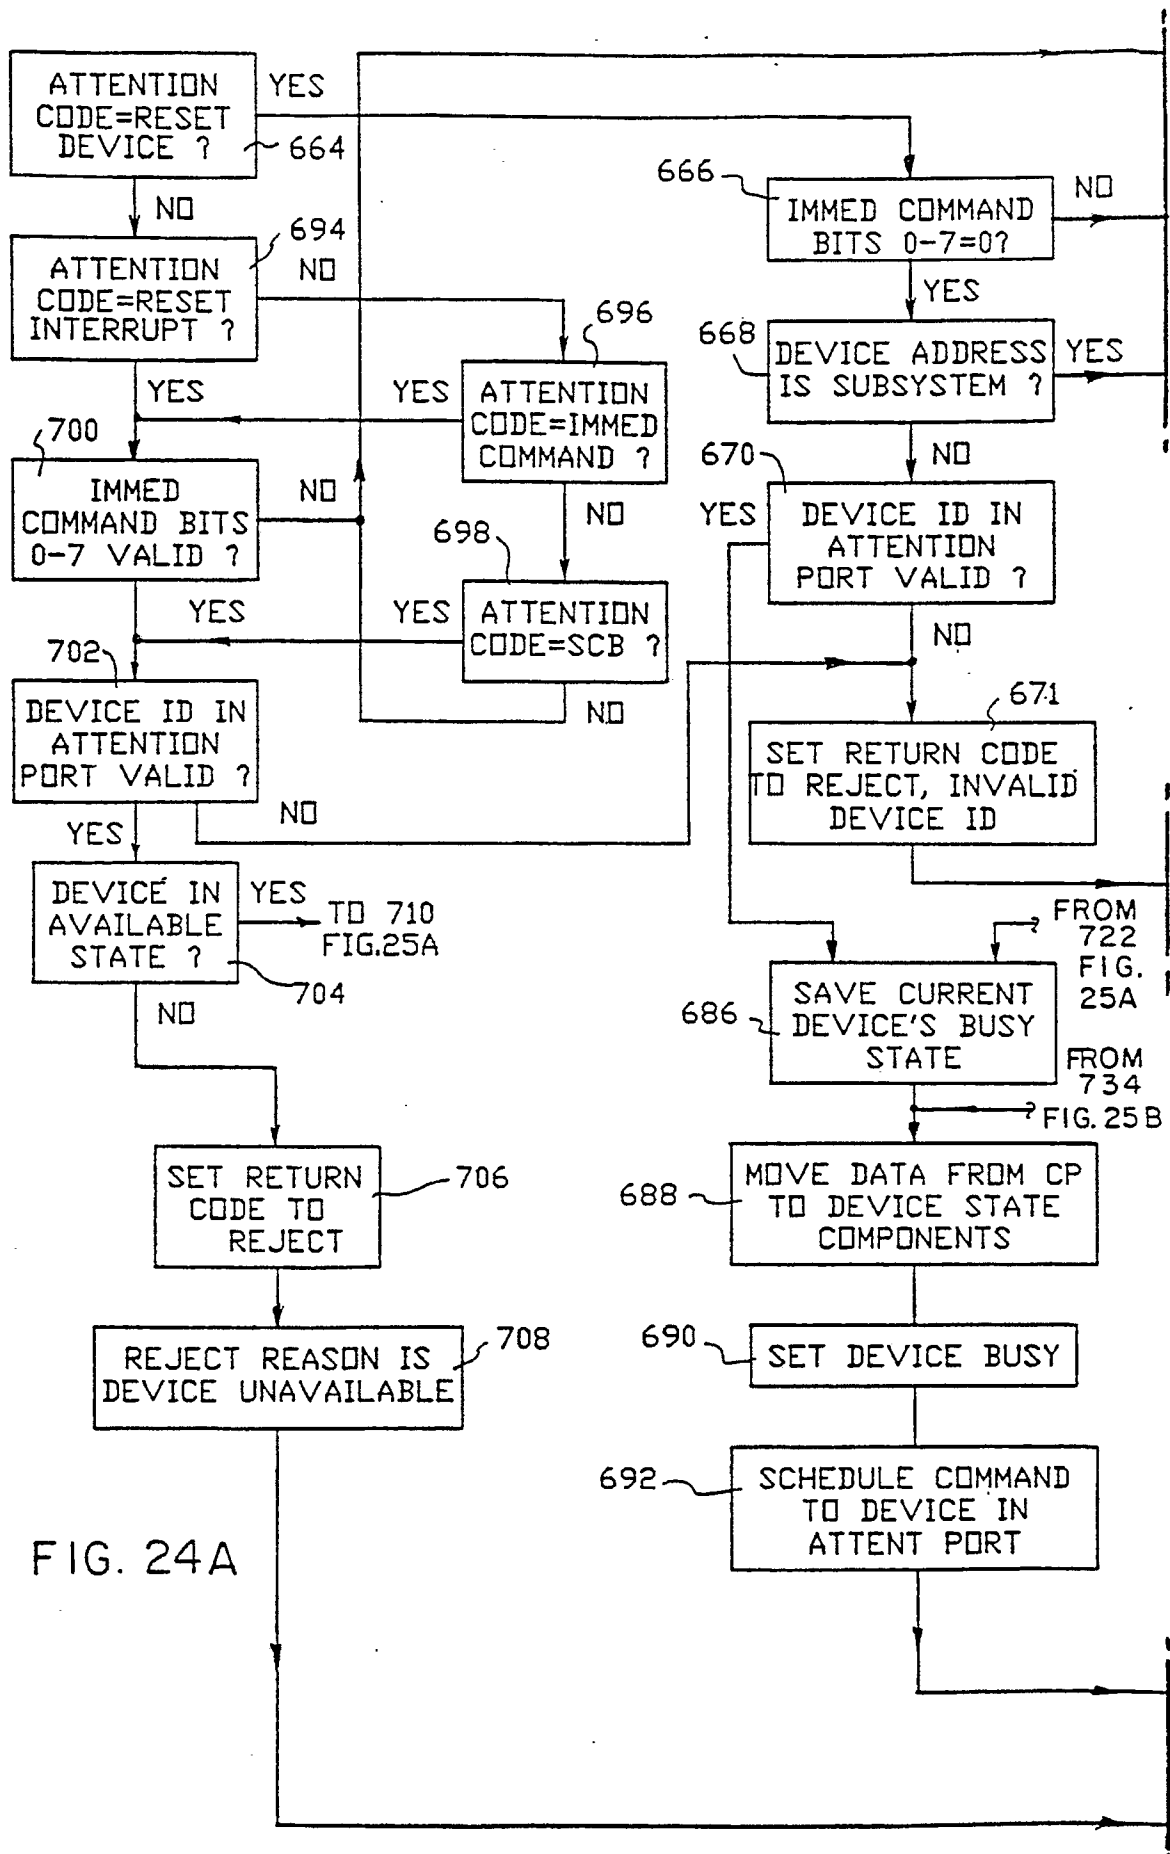 ATTENTION
CODE=RESET
DEVICE ?
664
YES
NO
694
ATTENTION
CODE=RESET
INTERRUPT ?
NO
YES
696
ATTENTION
CODE=IMMED
COMMAND ?
YES
NO
700
IMMED
COMMAND BITS
0-7 VALID ?
NO
YES
698
ATTENTION
CODE=SCB ?
YES
NO
702
DEVICE ID IN
ATTENTION
PORT VALID ?
NO
YES
DEVICE IN
AVAILABLE
STATE ?
704
YES
TO 710
FIG.25A
NO
SET RETURN
CODE TO
REJECT
706
REJECT REASON IS
DEVICE UNAVAILABLE
708
666
IMMED COMMAND
BITS 0-7=0?
NO
YES
668
DEVICE ADDRESS
IS SUBSYSTEM ?
YES
NO
670
DEVICE ID IN
ATTENTION
PORT VALID ?
YES
NO
671
SET RETURN CODE
TO REJECT, INVALID
DEVICE ID
FROM
722
FIG.
25A
686
SAVE CURRENT
DEVICE'S BUSY
STATE
FROM
734
FIG. 25B
688
MOVE DATA FROM CP
TO DEVICE STATE
COMPONENTS
690
SET DEVICE BUSY
692
SCHEDULE COMMAND
TO DEVICE IN
ATTENT PORT
FIG. 24A